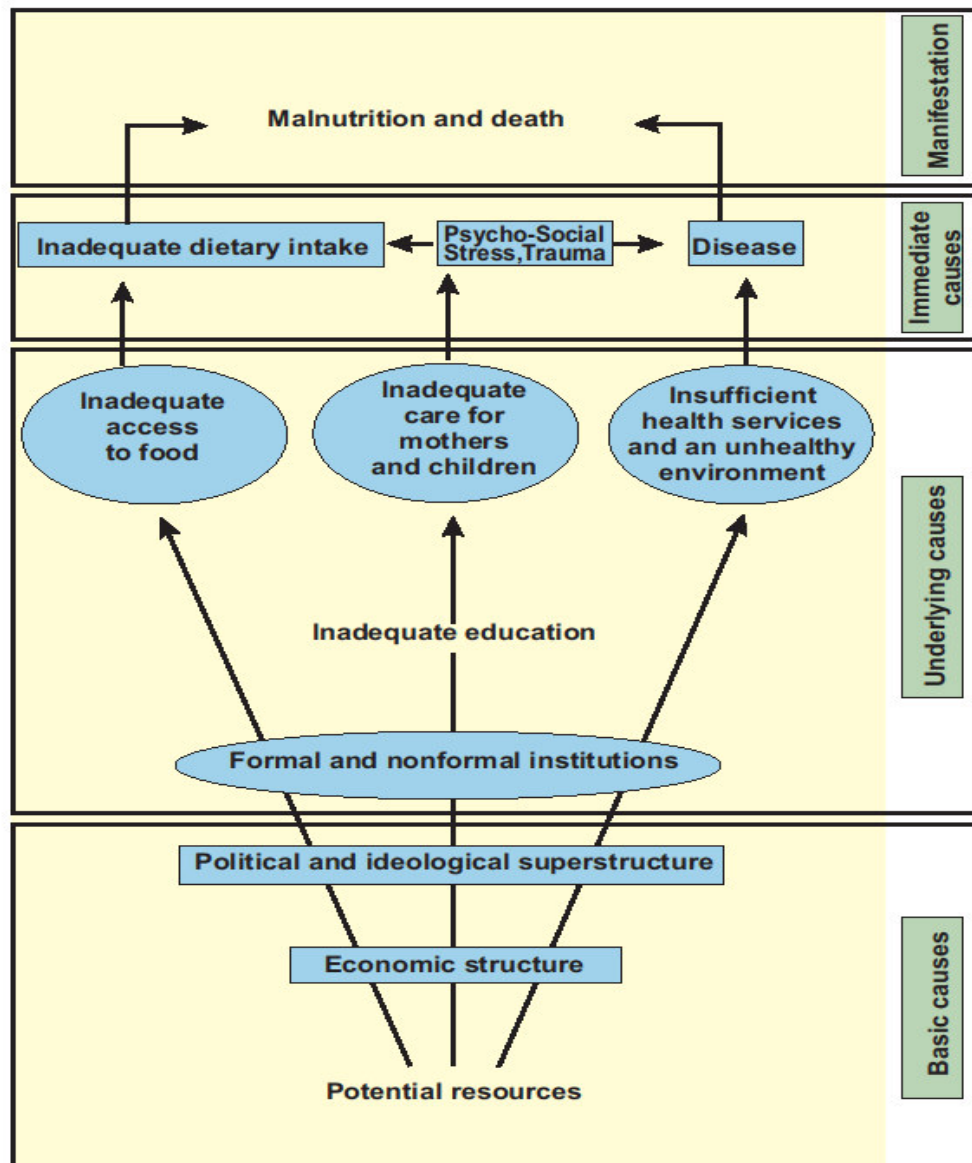 Manifestation
Malnutrition and death
Immediate
causes
Inadequate dietary intake
Psycho-Social
Stress,Trauma
Disease
Underlying causes
Inadequate
access
to food
Inadequate
care for
mothers
and children
Insufficient
health services
and an unhealthy
environment
Inadequate education
Formal and nonformal institutions
Basic causes
Political and ideological superstructure
Economic structure
Potential resources